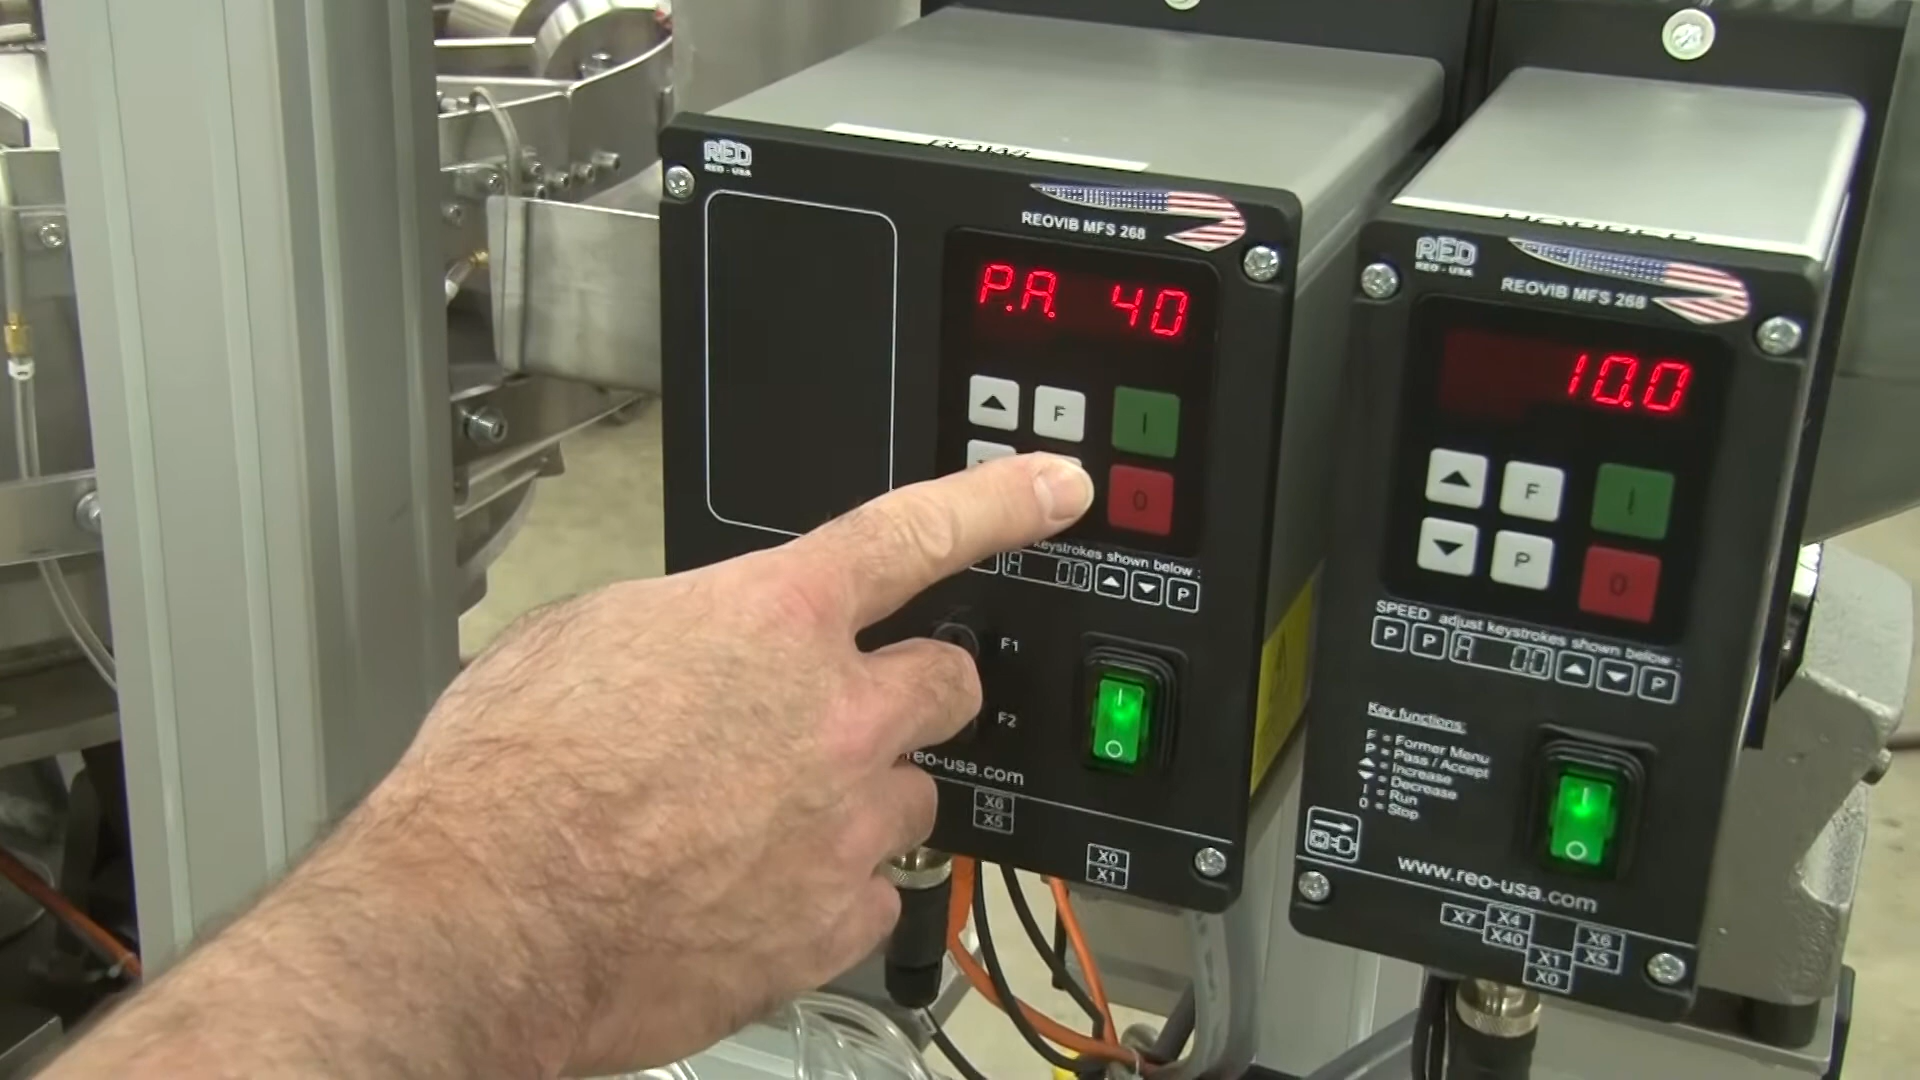 REO
REO - USA
REOVIB MFS 268
P.A. 40
F
I
0
keystrokes shown below :
A 00 P
F1
F2
reo-usa.com
X6
X5
X0
X1
REO
REO - USA
REOVIB MFS 268
10.0
F
I
P
0
SPEED adjust keystrokes shown below :
P P A 0.0 P
Key functions
F = Former Menu
P = Pass / Accept
▲ = Increase
▼ = Decrease
I = Run
0 = Stop
www.reo-usa.com
X7 X4 X6
X40 X5
X1
X0